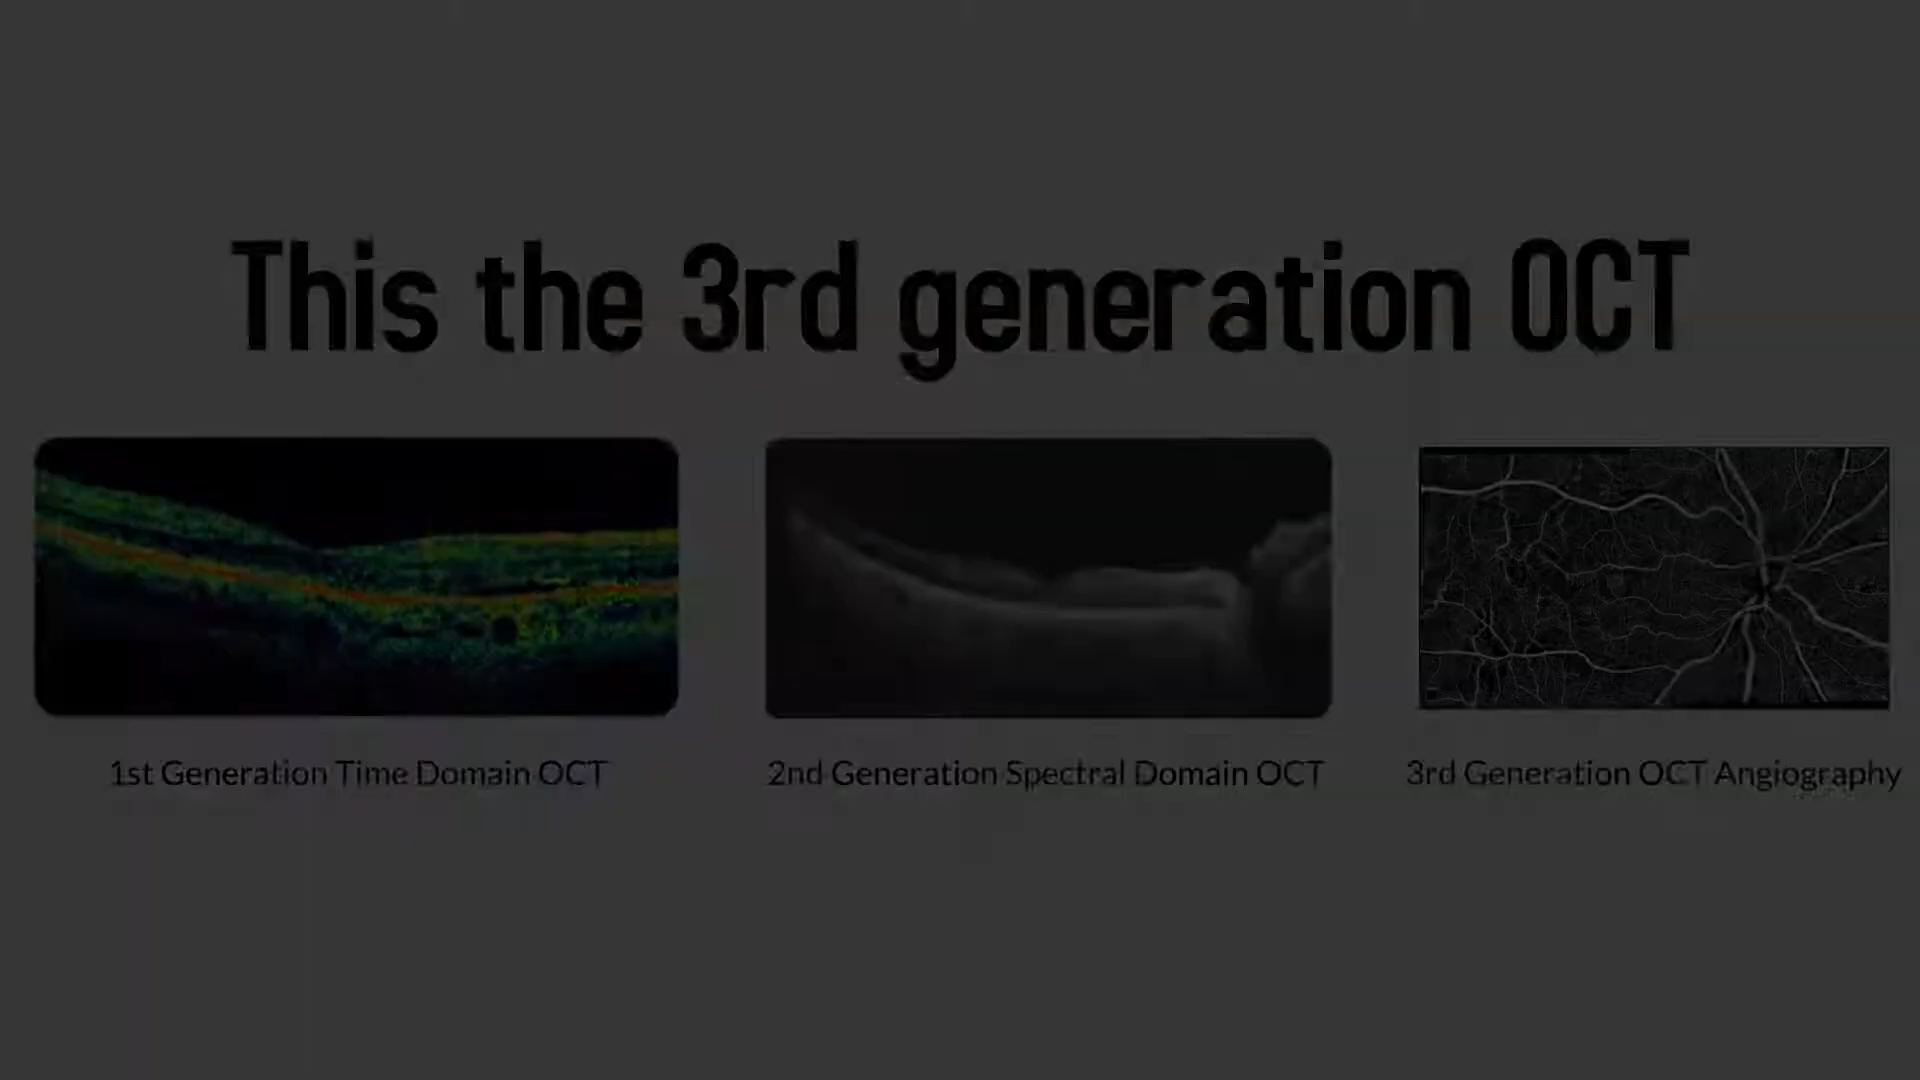 This the 3rd generation OCT
1st Generation Time Domain OCT
2nd Generation Spectral Domain OCT
3rd Generation OCT Angiography